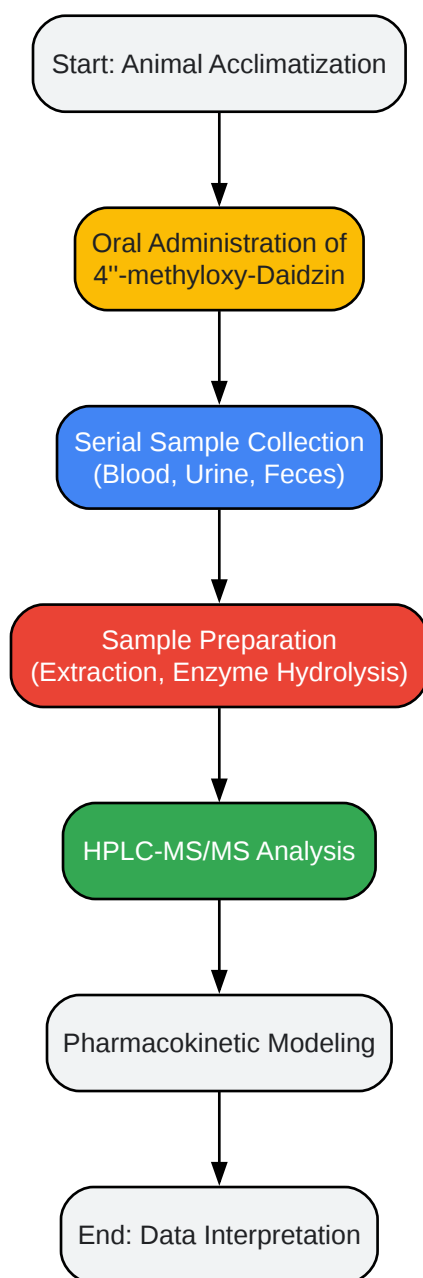 Start: Animal Acclimatization
Oral Administration of
4''-methyloxy-Daidzin
Serial Sample Collection
(Blood, Urine, Feces)
Sample Preparation
(Extraction, Enzyme Hydrolysis)
HPLC-MS/MS Analysis
Pharmacokinetic Modeling
End: Data Interpretation